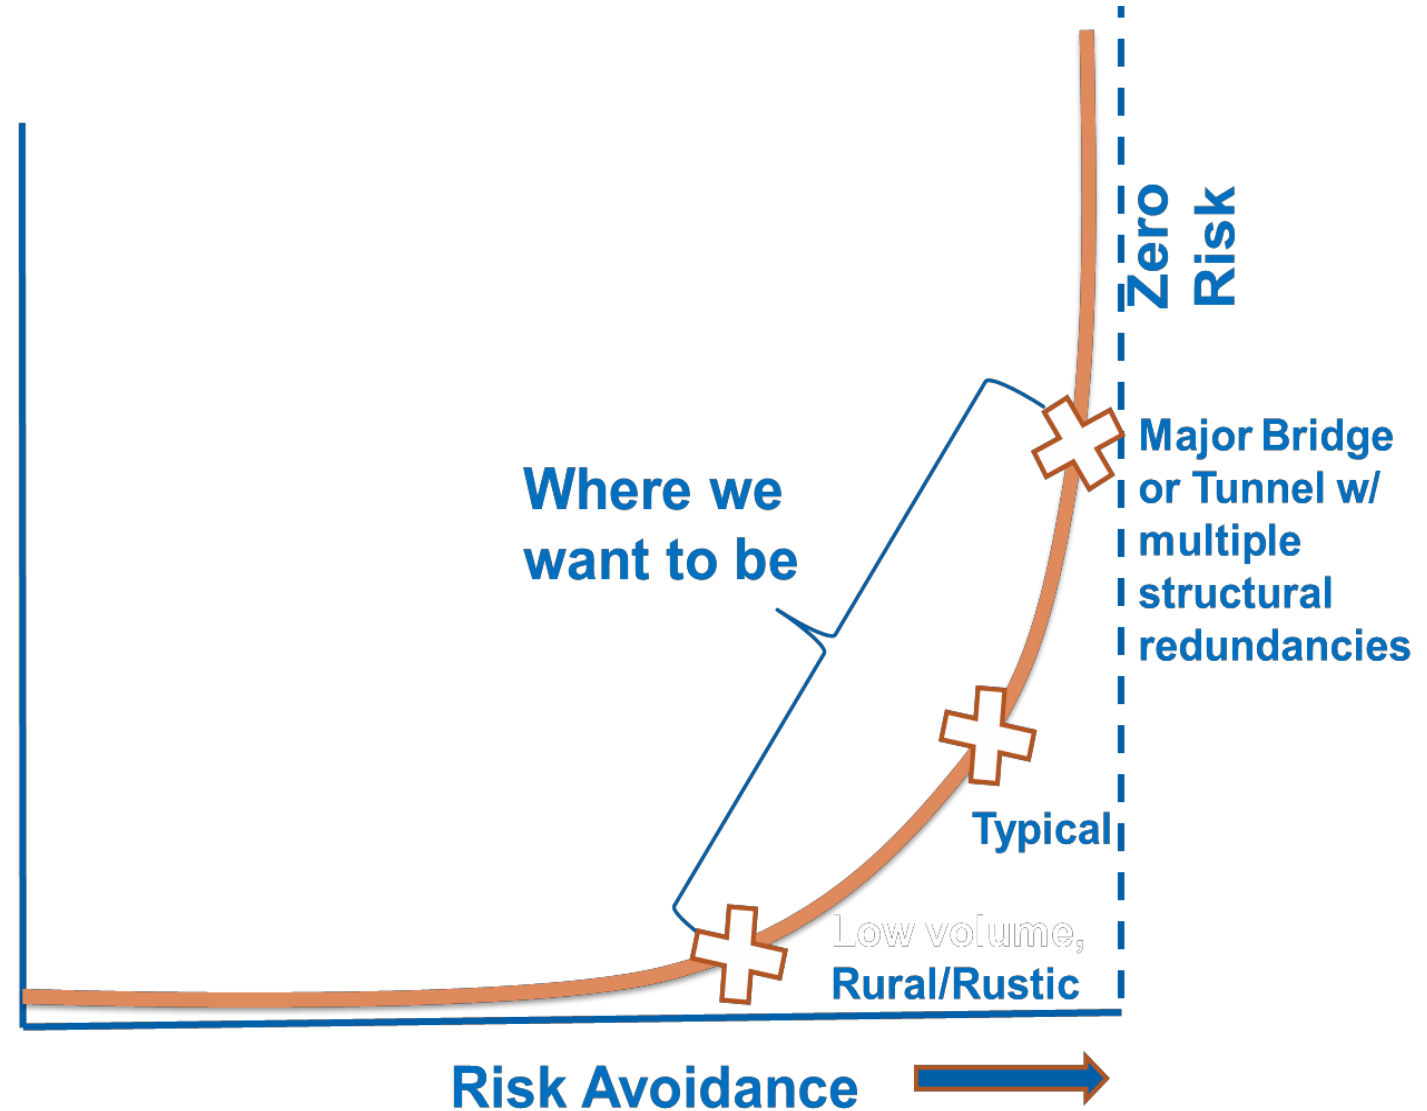 Zero
Risk
Where we
want to be
Major Bridge
or Tunnel w/
multiple
structural
redundancies
Typical
Low volume,
Rural/Rustic
Risk Avoidance